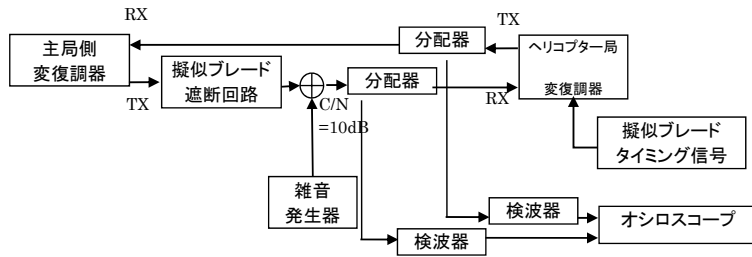 RX
TX
主局側
変復調器
擬似ブレード
遮断回路
TX
C/N
=10dB
分配器
分配器
RX
ヘリコプター局
変復調器
擬似ブレード
タイミング信号
雑音
発生器
検波器
検波器
オシロスコープ